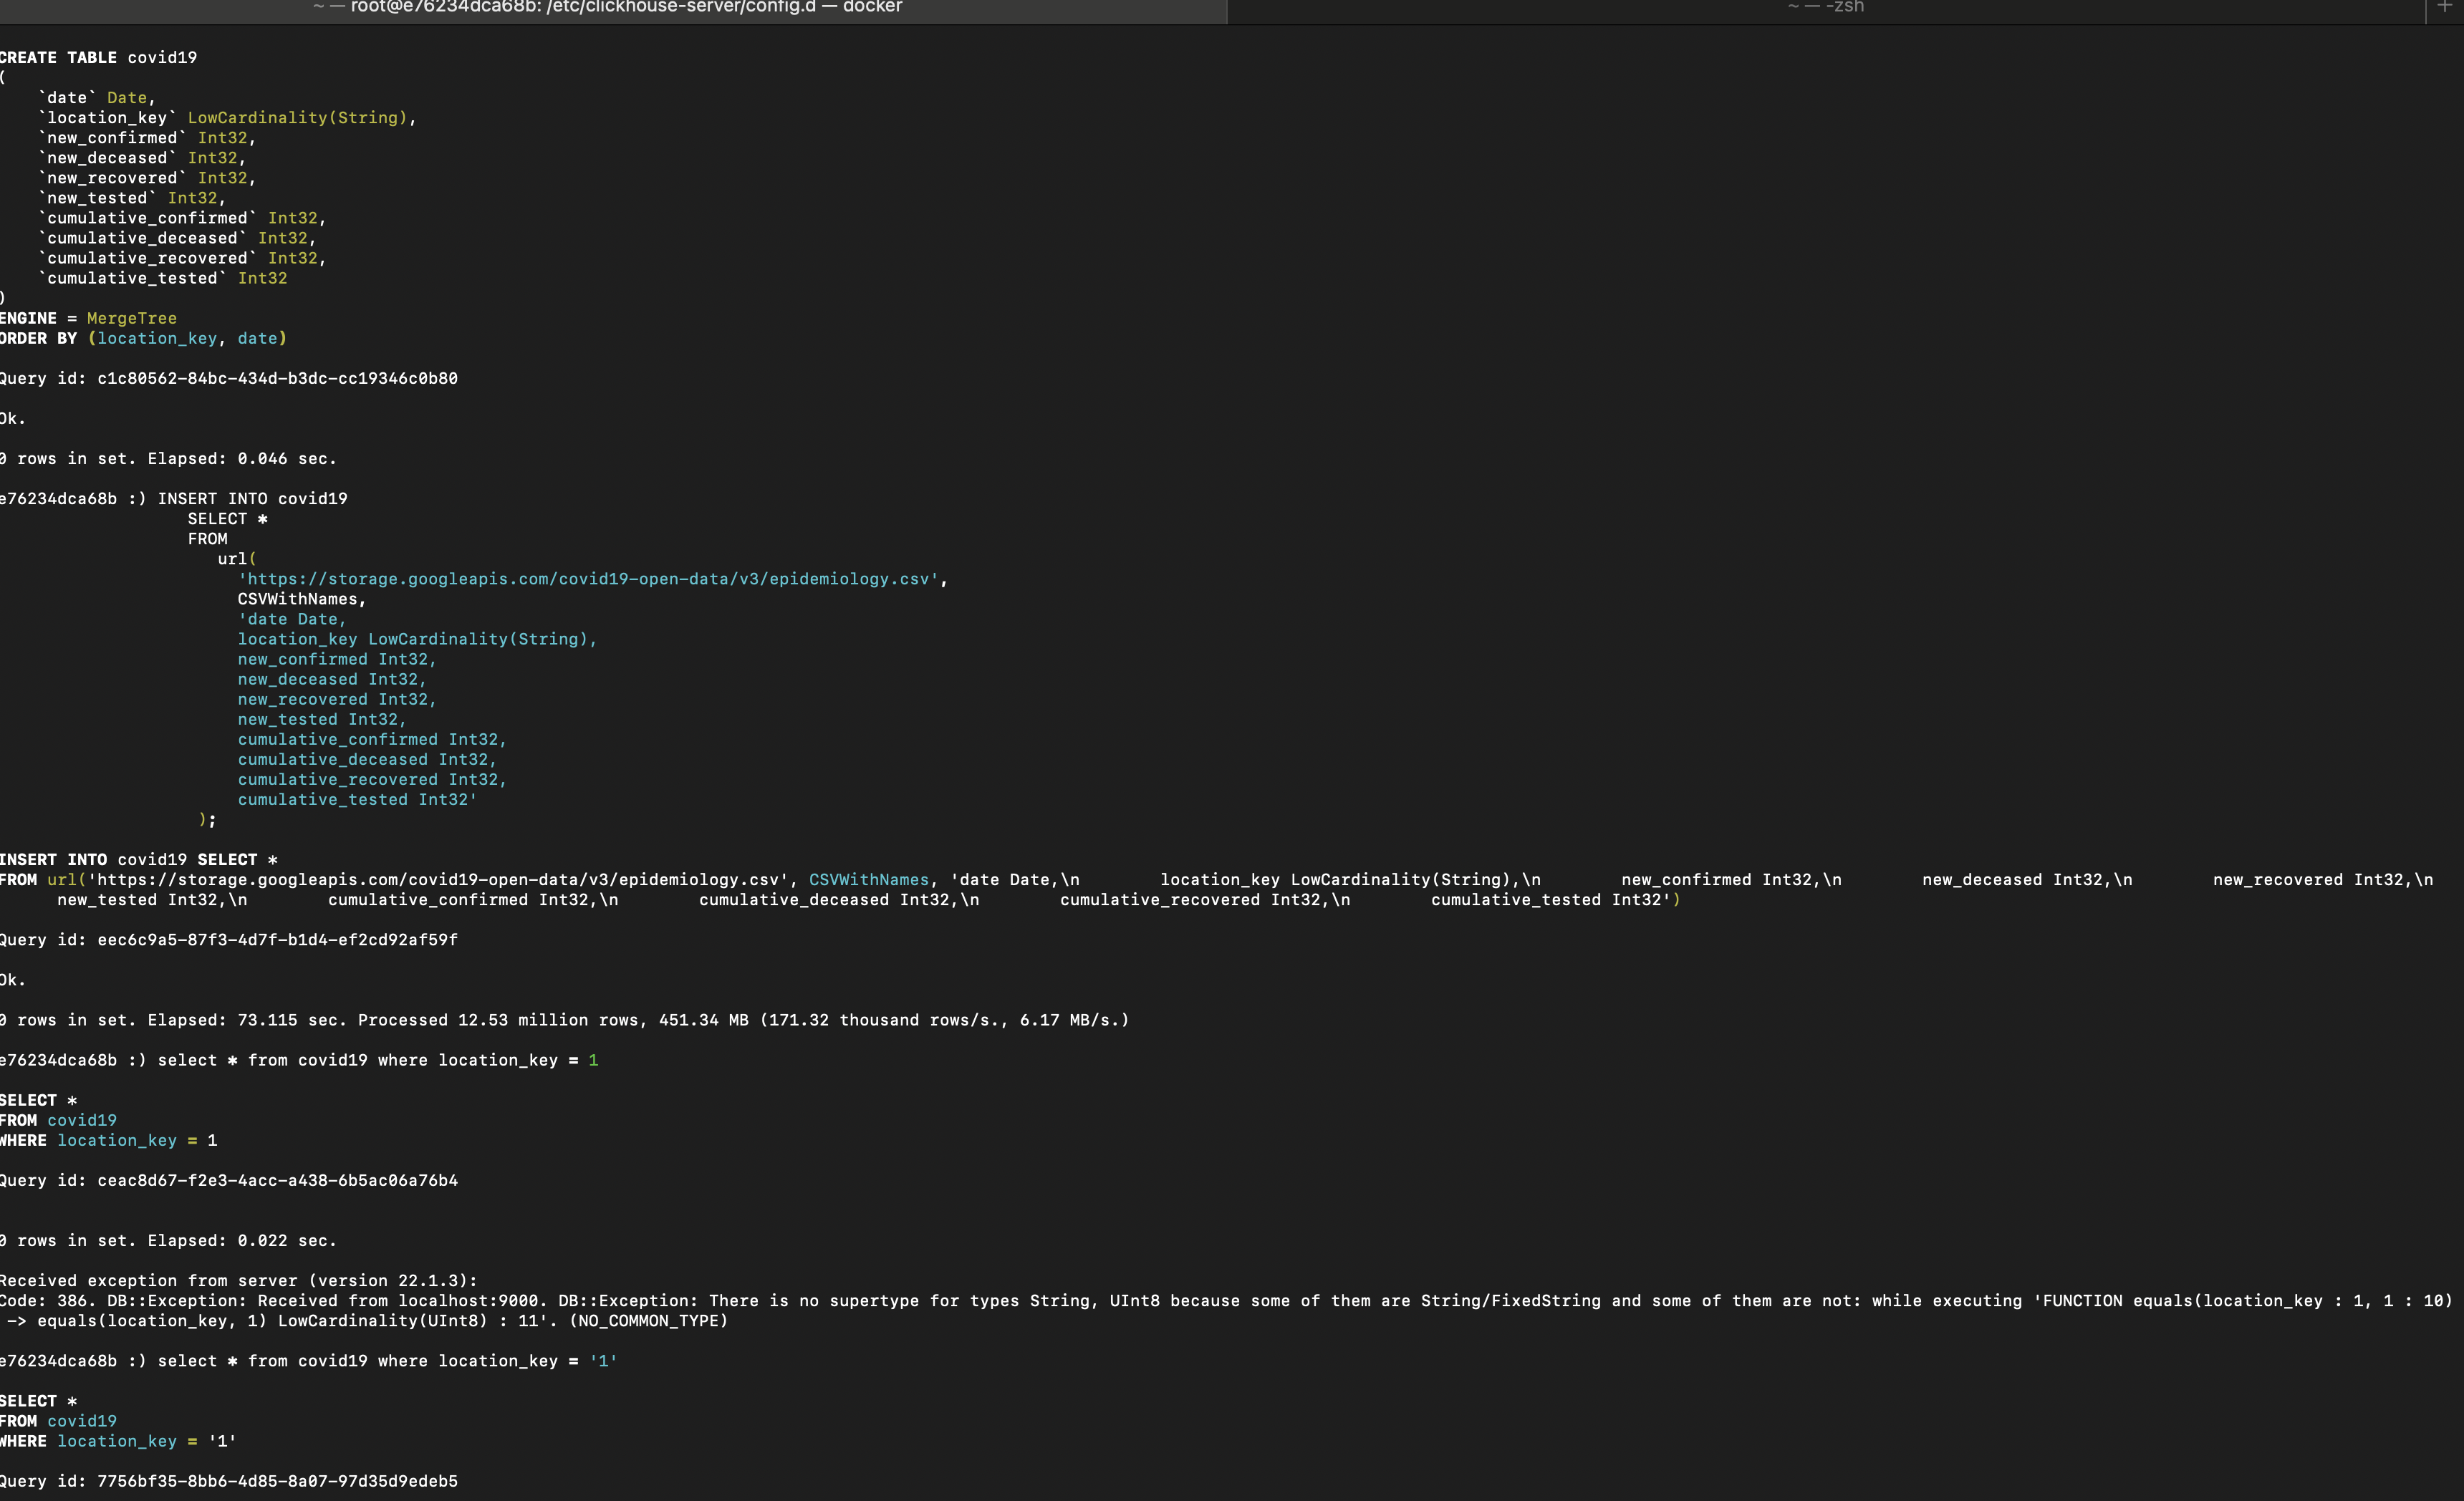 ~ — root@e76234dca68b: /etc/clickhouse-server/config.d — docker
~ — -zsh
+
CREATE TABLE covid19
(
    `date` Date,
    `location_key` LowCardinality(String),
    `new_confirmed` Int32,
    `new_deceased` Int32,
    `new_recovered` Int32,
    `new_tested` Int32,
    `cumulative_confirmed` Int32,
    `cumulative_deceased` Int32,
    `cumulative_recovered` Int32,
    `cumulative_tested` Int32
)
ENGINE = MergeTree
ORDER BY (location_key, date)
Query id: c1c80562-84bc-434d-b3dc-cc19346c0b80
Ok.
0 rows in set. Elapsed: 0.046 sec.
e76234dca68b :) INSERT INTO covid19
SELECT *
FROM
url(
'https://storage.googleapis.com/covid19-open-data/v3/epidemiology.csv',
CSVWithNames,
'date Date,
location_key LowCardinality(String),
new_confirmed Int32,
new_deceased Int32,
new_recovered Int32,
new_tested Int32,
cumulative_confirmed Int32,
cumulative_deceased Int32,
cumulative_recovered Int32,
cumulative_tested Int32'
);
INSERT INTO covid19 SELECT *
FROM url('https://storage.googleapis.com/covid19-open-data/v3/epidemiology.csv', CSVWithNames, 'date Date,\n        location_key LowCardinality(String),\n        new_confirmed Int32,\n        new_deceased Int32,\n        new_recovered Int32,\n
new_tested Int32,\n        cumulative_confirmed Int32,\n        cumulative_deceased Int32,\n        cumulative_recovered Int32,\n        cumulative_tested Int32')
Query id: eec6c9a5-87f3-4d7f-b1d4-ef2cd92af59f
Ok.
0 rows in set. Elapsed: 73.115 sec. Processed 12.53 million rows, 451.34 MB (171.32 thousand rows/s., 6.17 MB/s.)
e76234dca68b :) select * from covid19 where location_key = 1
SELECT *
FROM covid19
WHERE location_key = 1
Query id: ceac8d67-f2e3-4acc-a438-6b5ac06a76b4
0 rows in set. Elapsed: 0.022 sec.
Received exception from server (version 22.1.3):
Code: 386. DB::Exception: Received from localhost:9000. DB::Exception: There is no supertype for types String, UInt8 because some of them are String/FixedString and some of them are not: while executing 'FUNCTION equals(location_key : 1, 1 : 10)
-> equals(location_key, 1) LowCardinality(UInt8) : 11'. (NO_COMMON_TYPE)
e76234dca68b :) select * from covid19 where location_key = '1'
SELECT *
FROM covid19
WHERE location_key = '1'
Query id: 7756bf35-8bb6-4d85-8a07-97d35d9edeb5